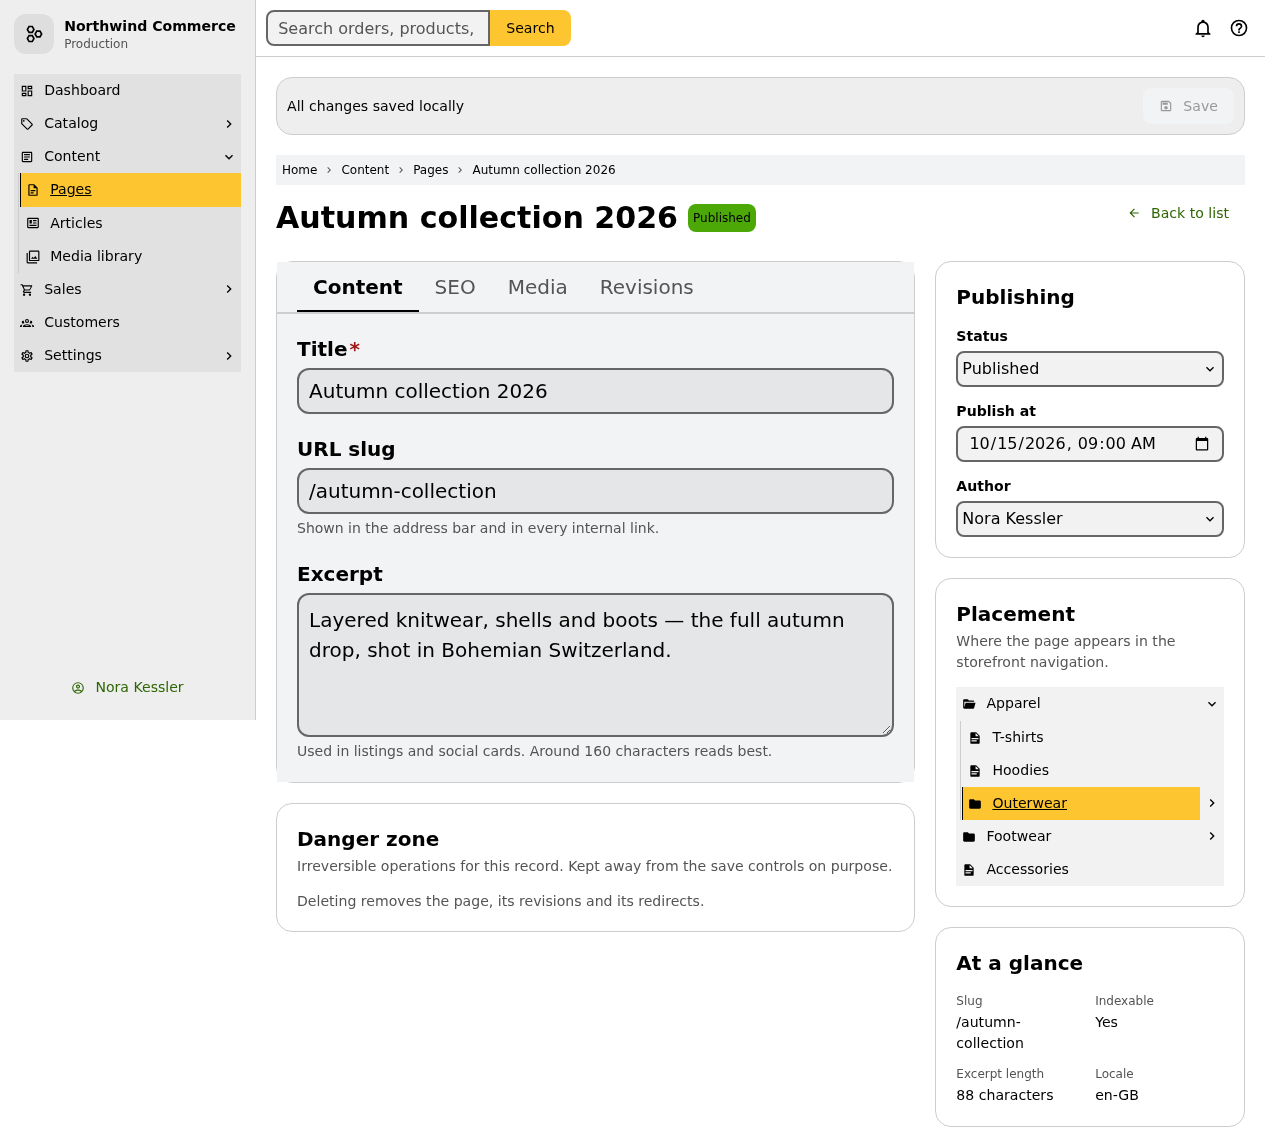 Northwind Commerce
Production
Search orders, products,
Search
Dashboard
Catalog
Content
Pages
Articles
Media library
Sales
Customers
Settings
Nora Kessler
All changes saved locally
Save
Home › Content › Pages › Autumn collection 2026
Autumn collection 2026
Published
Back to list
Content SEO Media Revisions
Title*
Autumn collection 2026
URL slug
/autumn-collection
Shown in the address bar and in every internal link.
Excerpt
Layered knitwear, shells and boots — the full autumn
drop, shot in Bohemian Switzerland.
Used in listings and social cards. Around 160 characters reads best.
Danger zone
Irreversible operations for this record. Kept away from the save controls on purpose.
Deleting removes the page, its revisions and its redirects.
Publishing
Status
Published
Publish at
10/15/2026, 09:00 AM
Author
Nora Kessler
Placement
Where the page appears in the
storefront navigation.
Apparel
T-shirts
Hoodies
Outerwear
Footwear
Accessories
At a glance
Slug
/autumn-
collection
Indexable
Yes
Excerpt length
88 characters
Locale
en-GB